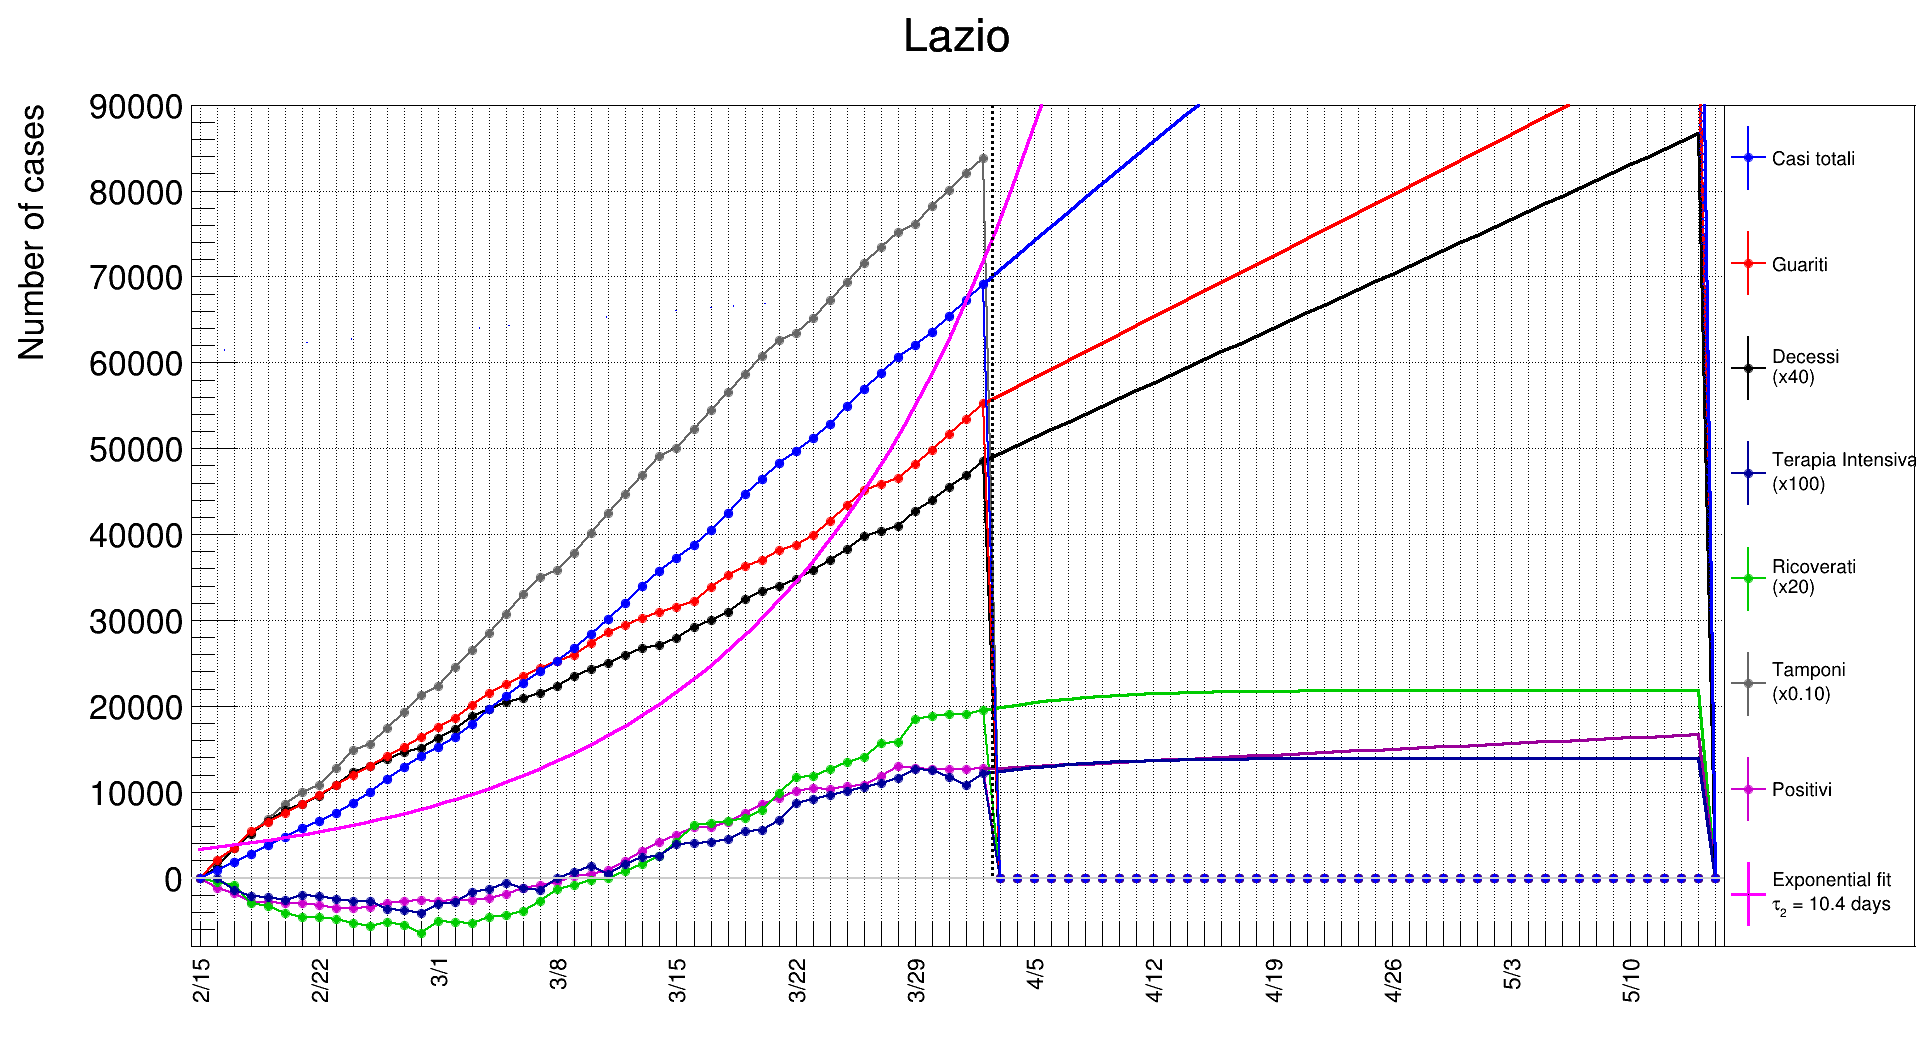 Lazio
Number of cases
90000
80000
70000
60000
50000
40000
30000
20000
10000
0
2/15
2/22
3/1
3/8
3/15
3/22
3/29
4/5
4/12
4/19
4/26
5/3
5/10
Casi totali
Guariti
Decessi
(x40)
Terapia Intensiva
(x100)
Ricoverati
(x20)
Tamponi
(x0.10)
Positivi
Exponential fit
τ2 = 10.4 days